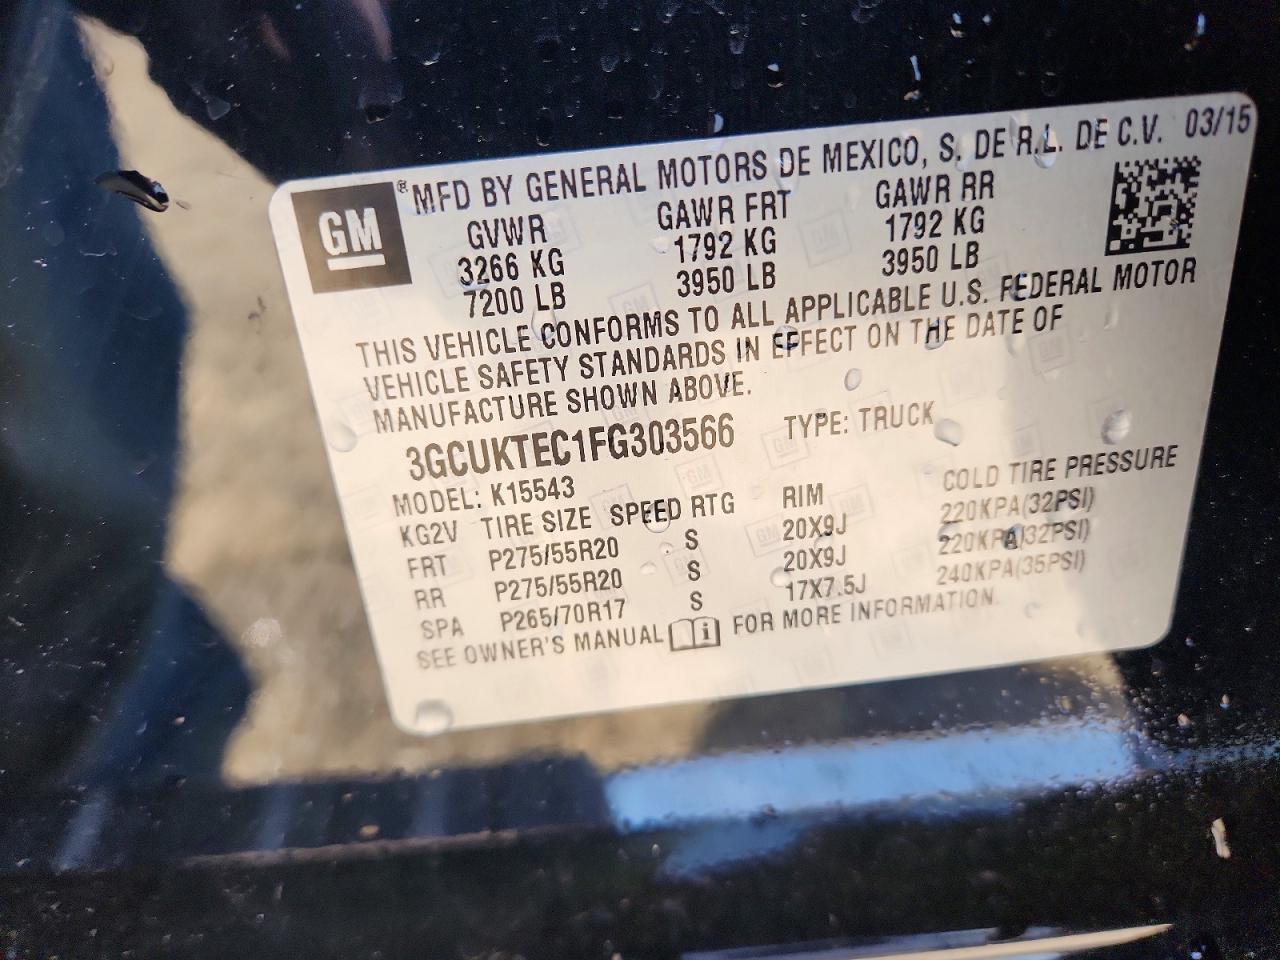 GM ® MFD BY GENERAL MOTORS DE MEXICO, S. DE R.L. DE C.V. 03/15
GVWR GAWR FRT GAWR RR
3266 KG 1792 KG 1792 KG
7200 LB 3950 LB 3950 LB
THIS VEHICLE CONFORMS TO ALL APPLICABLE U.S. FEDERAL MOTOR
VEHICLE SAFETY STANDARDS IN EFFECT ON THE DATE OF
MANUFACTURE SHOWN ABOVE.
3GCUKTEC1FG303566 TYPE: TRUCK
MODEL: K15543
KG2V TIRE SIZE SPEED RTG RIM COLD TIRE PRESSURE
FRT P275/55R20 S 20X9J 220KPA(32PSI)
RR P275/55R20 S 20X9J 220KPA(32PSI)
SPA P265/70R17 S 17X7.5J 240KPA(35PSI)
SEE OWNER'S MANUAL FOR MORE INFORMATION.